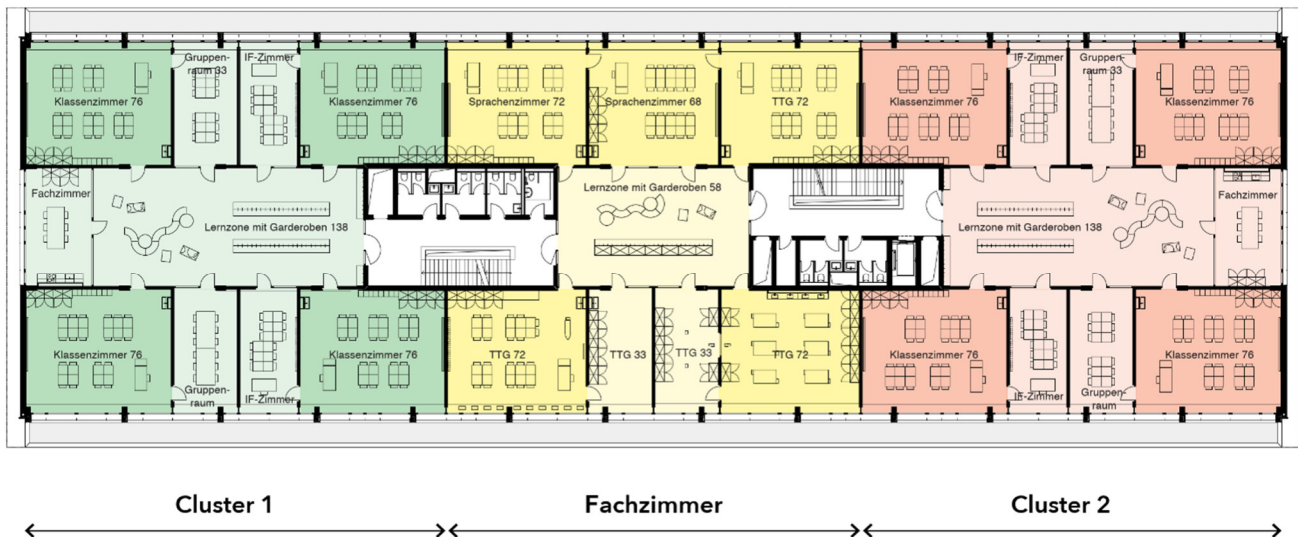 Gruppen-
raum 33
IF-Zimmer
IF-Zimmer
Gruppen-
raum 33
Klassenzimmer 76
Klassenzimmer 76
Sprachenzimmer 72
Sprachenzimmer 68
TTG 72
Klassenzimmer 76
Klassenzimmer 76
Fachzimmer
Lernzone mit Garderoben 138
Lernzone mit Garderoben 58
Lernzone mit Garderoben 138
Fachzimmer
Klassenzimmer 76
Gruppen-
raum
IF-Zimmer
Klassenzimmer 76
TTG 72
TTG 33
TTG 33
TTG 72
Klassenzimmer 76
IF-Zimmer
Gruppen-
raum
Klassenzimmer 76
Cluster 1
Fachzimmer
Cluster 2